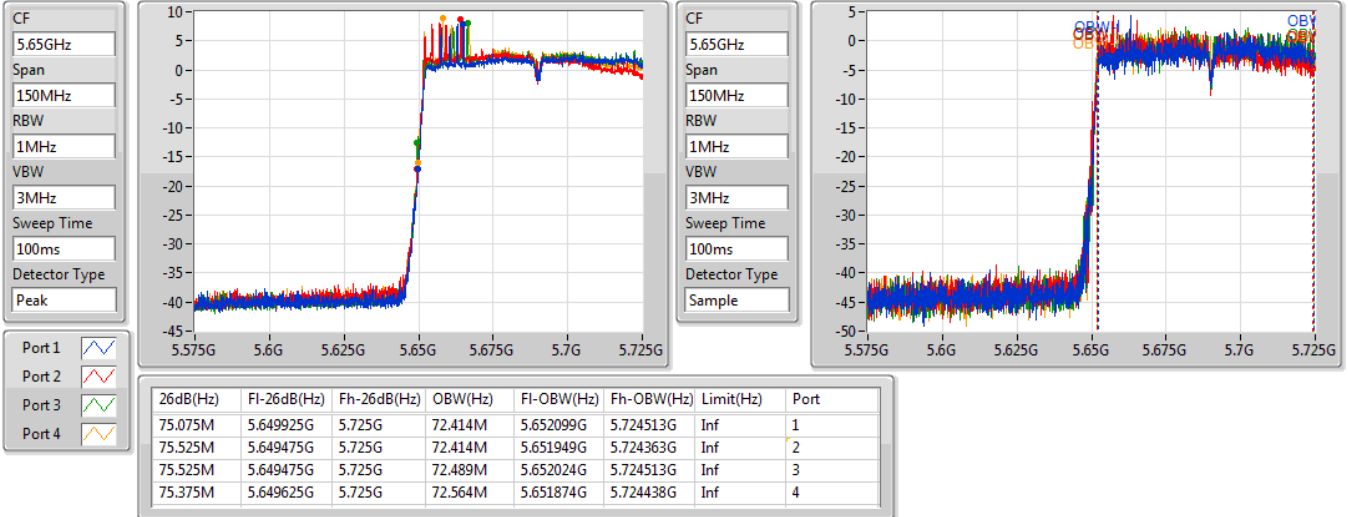 CF
5.65GHz
Span
150MHz
RBW
1MHz
VBW
3MHz
Sweep Time
100ms
Detector Type
Peak
10
5
0
-5
-10
-15
-20
-25
-30
-35
-40
-45
5.575G 5.6G 5.625G 5.65G 5.675G 5.7G 5.725G
CF
5.65GHz
Span
150MHz
RBW
1MHz
VBW
3MHz
Sweep Time
100ms
Detector Type
Sample
5
0
-5
-10
-15
-20
-25
-30
-35
-40
-45
-50
OBW
OBW
5.575G 5.6G 5.625G 5.65G 5.675G 5.7G 5.725G
Port 1
Port 2
Port 3
Port 4
26dB(Hz) Fl-26dB(Hz) Fh-26dB(Hz) OBW(Hz) Fl-OBW(Hz) Fh-OBW(Hz) Limit(Hz) Port
75.075M 5.649925G 5.725G 72.414M 5.652099G 5.724513G Inf 1
75.525M 5.649475G 5.725G 72.414M 5.651949G 5.724363G Inf 2
75.525M 5.649475G 5.725G 72.489M 5.652024G 5.724513G Inf 3
75.375M 5.649625G 5.725G 72.564M 5.651874G 5.724438G Inf 4